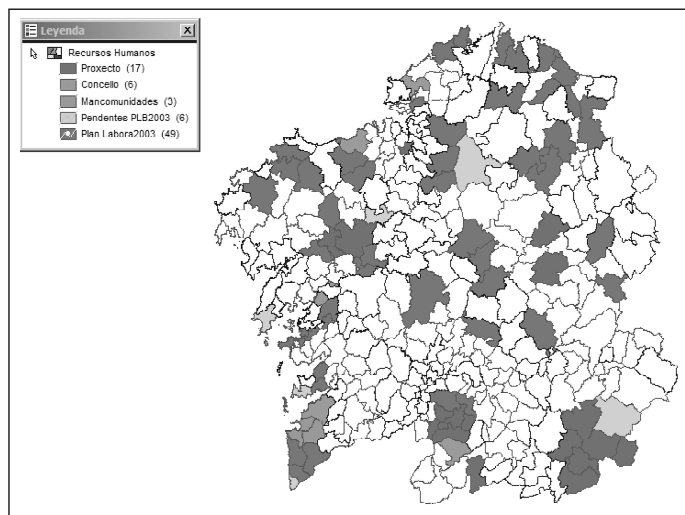 Leyenda
Recursos Humanos
Proxecto (17)
Concello (6)
Mancomunidades (3)
Pendentes PLB2003 (6)
Plan Labora2003 (49)